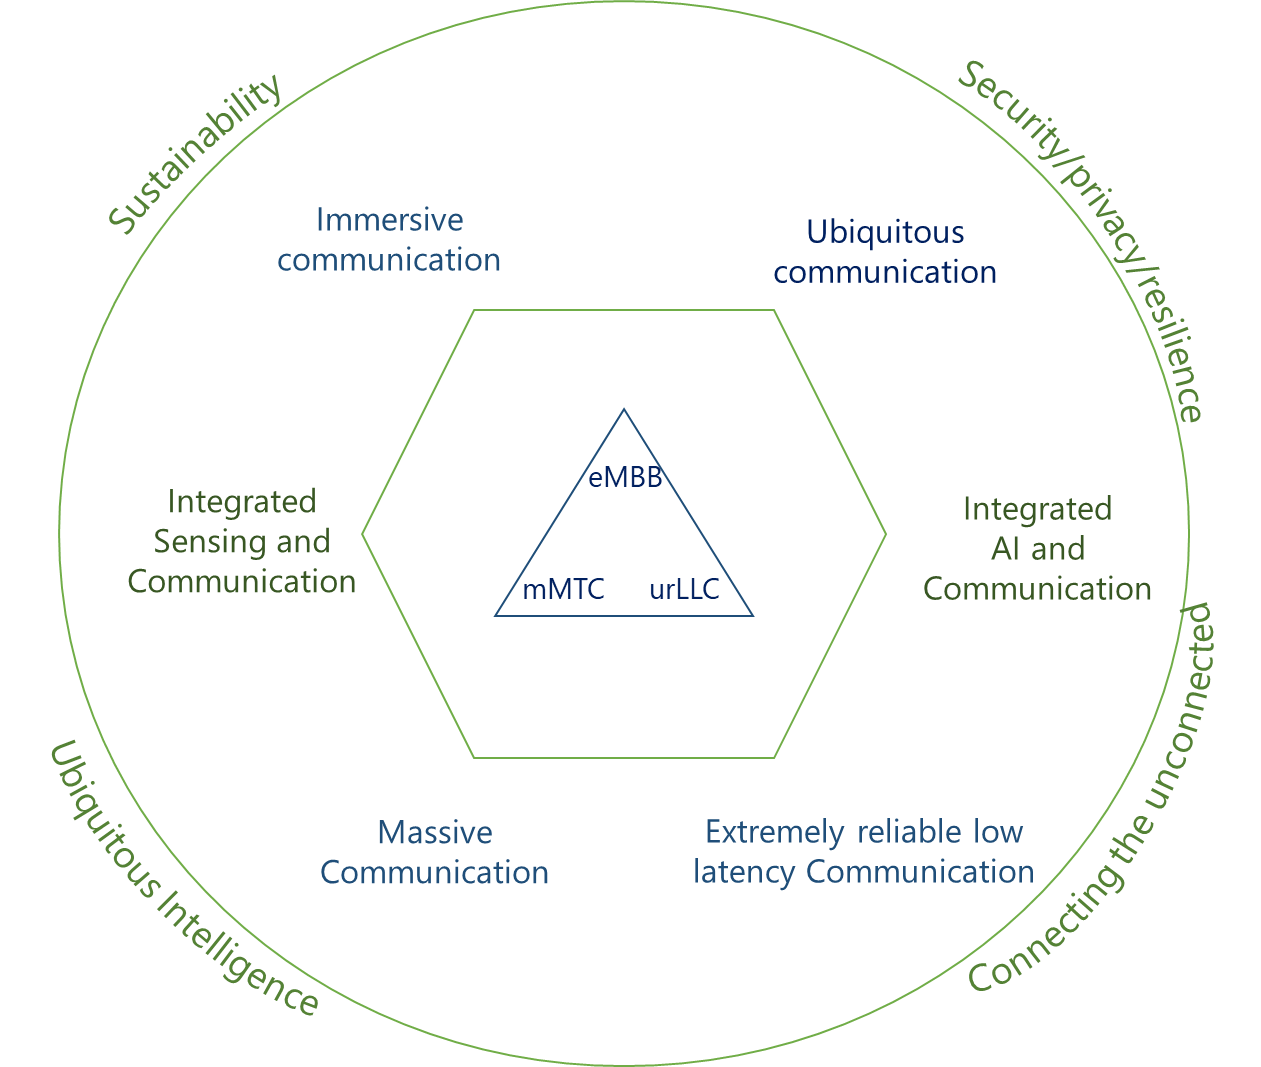 Sustainability
Security/privacy/resilience
Immersive
communication
Ubiquitous
communication
eMBB
mMTC
urLLC
Integrated
Sensing and
Communication
Integrated
AI and
Communication
Massive
Communication
Extremely reliable low
latency Communication
Ubiquitous Intelligence
Connecting the unconnected